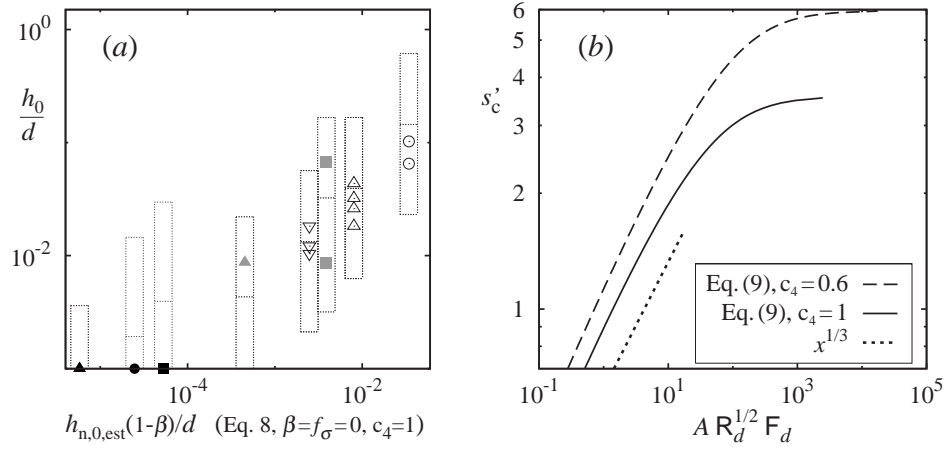 (a)
10^0
h_0/d
10^-2
10^-4
10^-2
h_n,0,est(1-β)/d (Eq. 8, β=f_σ=0, c_4=1)
(b)
6
5
s_c'
4
3
2
1
Eq. (9), c_4=0.6
Eq. (9), c_4=1
x^1/3
10^-1
10^1
10^3
10^5
A R_d^1/2 F_d